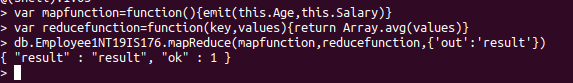 > var mapfunction=function(){emit(this.Age,this.Salary)}
> var reducefunction=function(key,values){return Array.avg(values)}
> db.Employee1NT19IS176.mapReduce(mapfunction,reducefunction,{'out':'result'})
{ "result" : "result", "ok" : 1 }
>